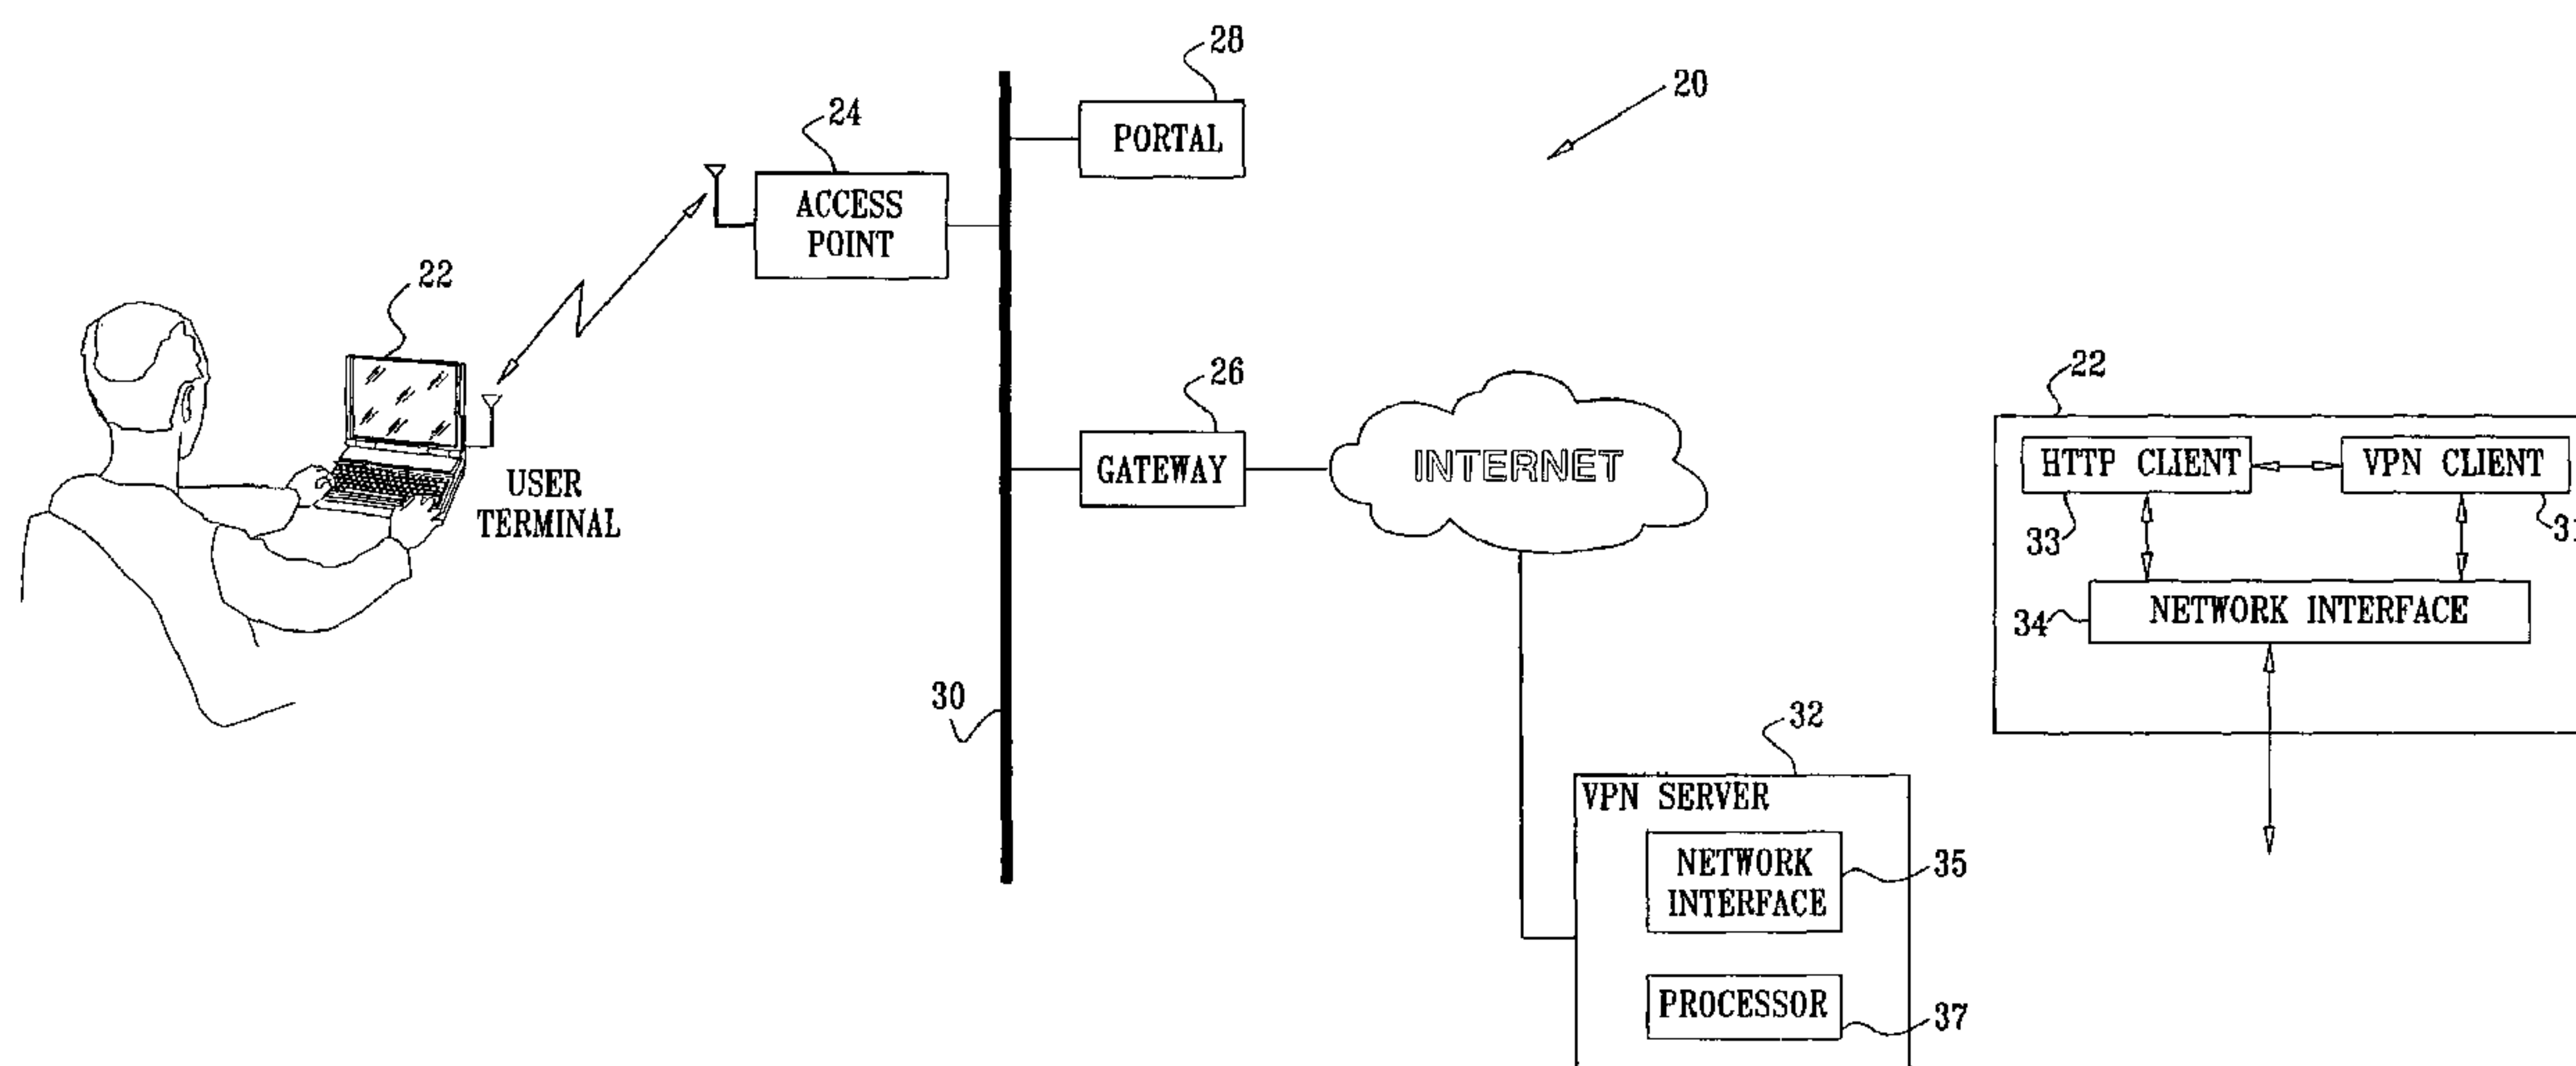 28
20
24
PORTAL
ACCESS
POINT
22
26
22
HTTP CLIENT
VPN CLIENT
GATEWAY
INTERNET
USER
TERMINAL
33
31
34
NETWORK INTERFACE
30
32
VPN SERVER
NETWORK
INTERFACE
35
PROCESSOR
37